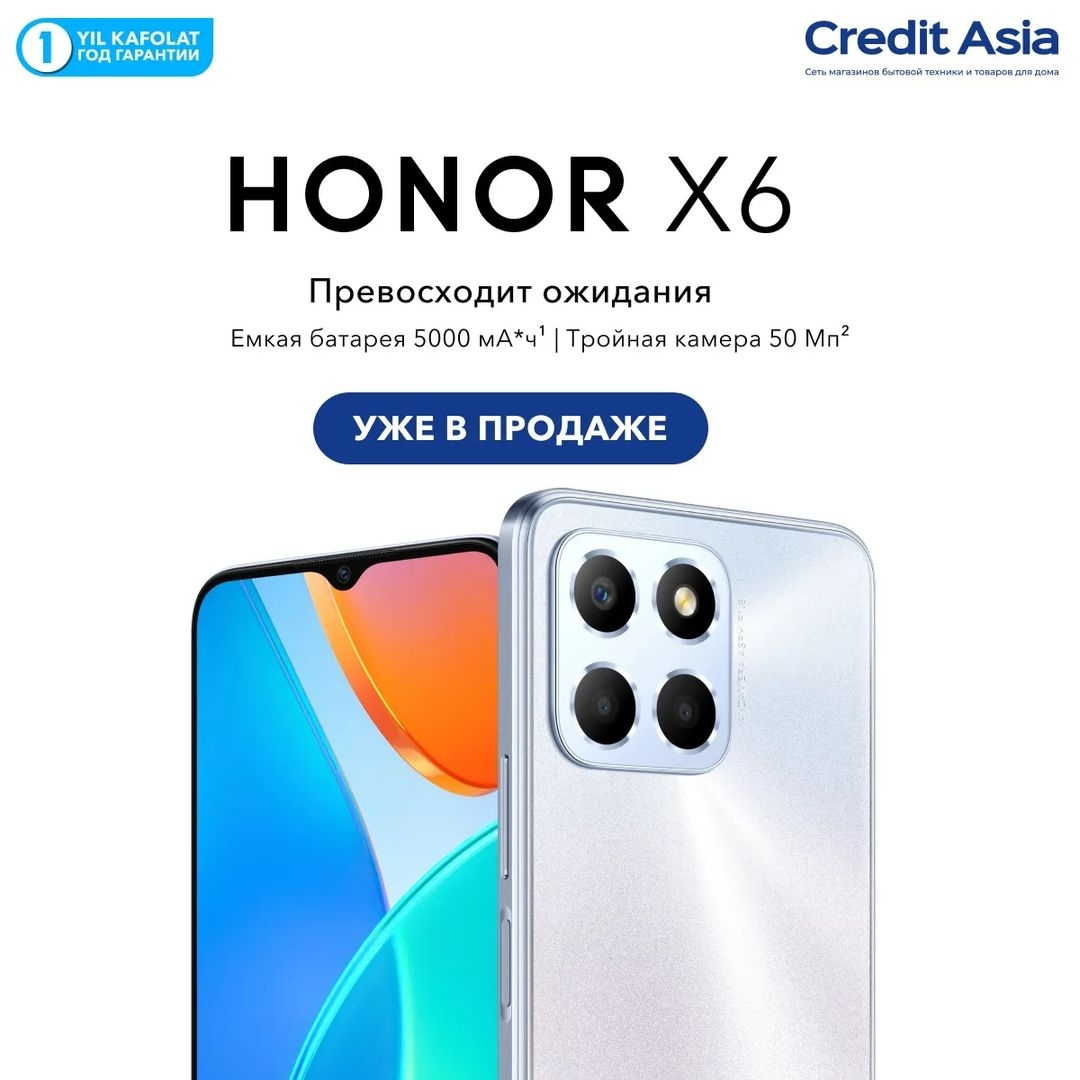 1 YIL KAFOLAT
ГОД ГАРАНТИИ
Credit Asia
Сеть магазинов бытовой техники и товаров для дома
HONOR X6
Превосходит ожидания
Емкая батарея 5000 мА*ч¹ | Тройная камера 50 Мп²
УЖЕ В ПРОДАЖЕ